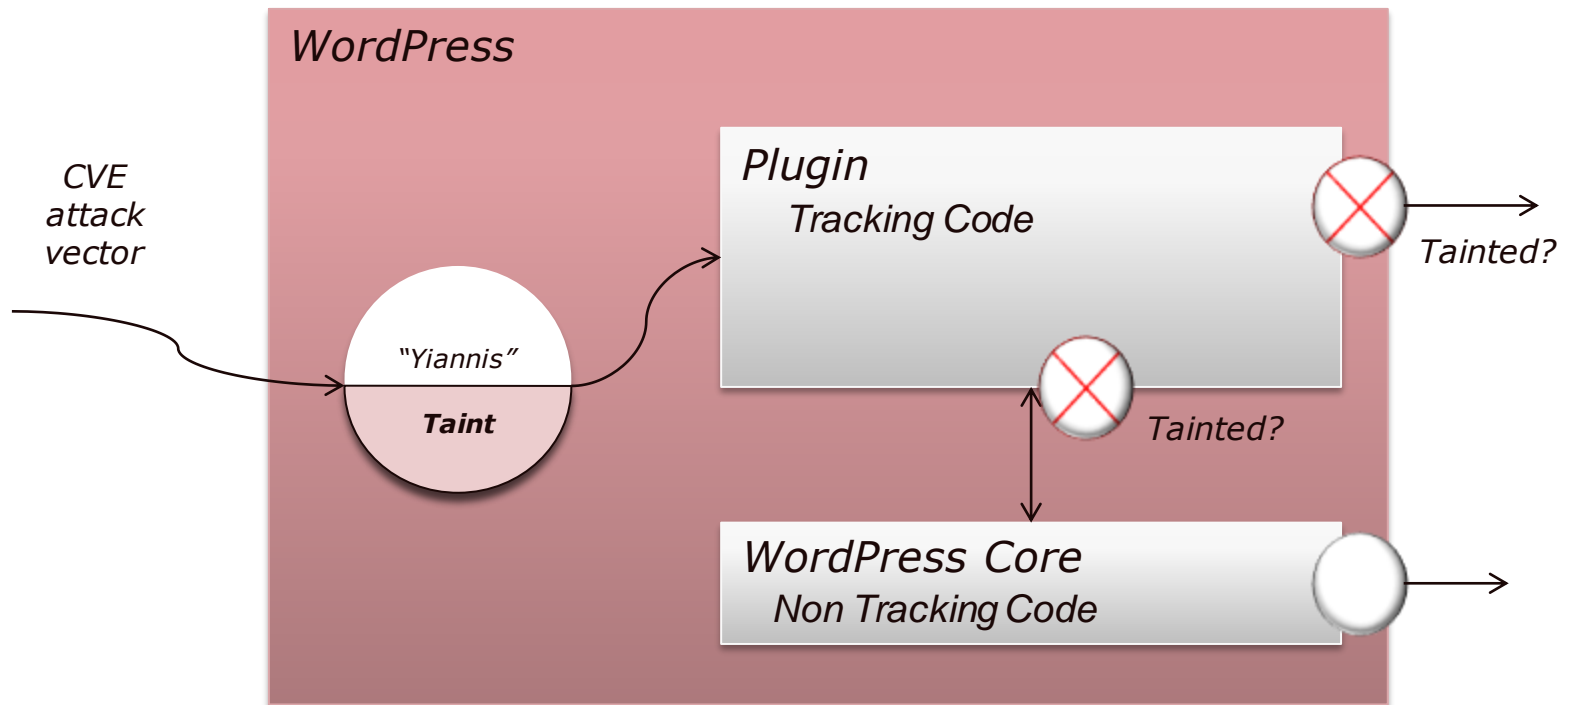 WordPress
CVE
attack
vector
Plugin
Tracking Code
Tainted?
“Yiannis”
Taint
Tainted?
WordPress Core
Non Tracking Code